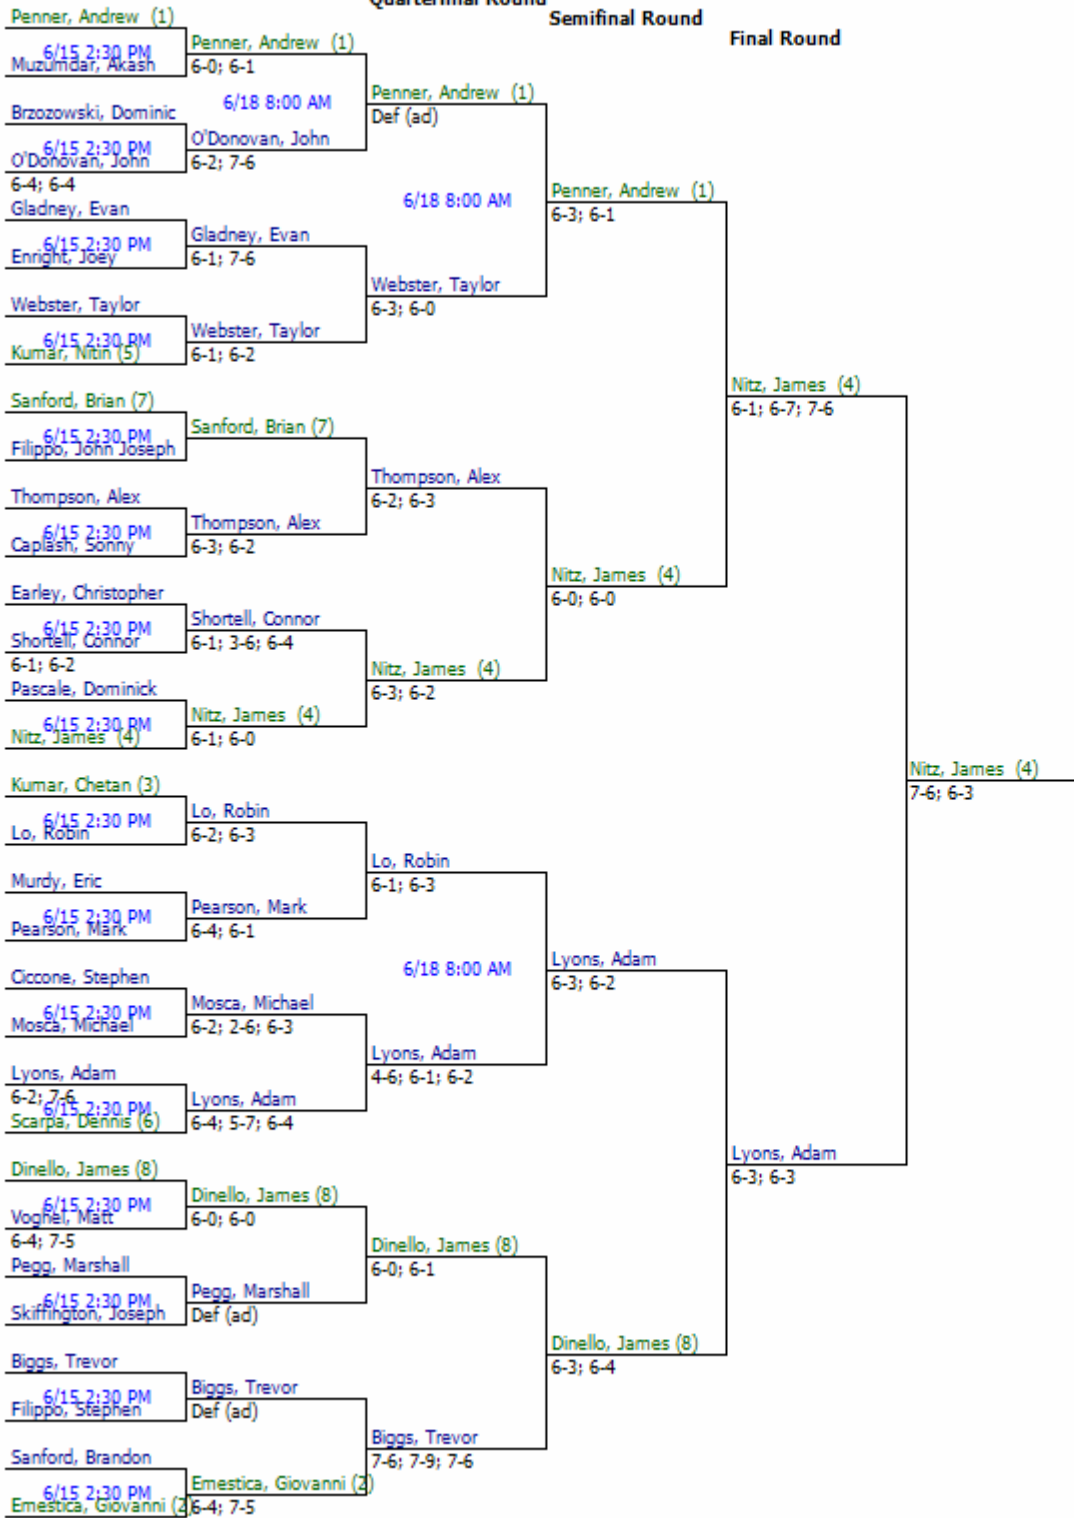 Quarterfinal Round
Semifinal Round
Final Round
Penner, Andrew (1)
6/15 2:30 PM
Muzumdar, Akash
Penner, Andrew (1)
6-0; 6-1
6/18 8:00 AM
Penner, Andrew (1)
Def (ad)
Brzozowski, Dominic
6/15 2:30 PM
O'Donovan, John
6-4; 6-4
O'Donovan, John
6-2; 7-6
6/18 8:00 AM
Penner, Andrew (1)
6-3; 6-1
Gladney, Evan
6/15 2:30 PM
Enright, Joey
Gladney, Evan
6-1; 7-6
Webster, Taylor
6-3; 6-0
Webster, Taylor
6/15 2:30 PM
Kumar, Nitin (5)
Webster, Taylor
6-1; 6-2
Nitz, James (4)
6-1; 6-7; 7-6
Sanford, Brian (7)
6/15 2:30 PM
Filippo, John Joseph
Sanford, Brian (7)
Thompson, Alex
6-2; 6-3
Thompson, Alex
6/15 2:30 PM
Caplash, Sonny
Thompson, Alex
6-3; 6-2
Nitz, James (4)
6-0; 6-0
Earley, Christopher
6/15 2:30 PM
Shortell, Connor
6-1; 6-2
Shortell, Connor
6-1; 3-6; 6-4
Nitz, James (4)
6-3; 6-2
Pascale, Dominick
6/15 2:30 PM
Nitz, James (4)
Nitz, James (4)
6-1; 6-0
Nitz, James (4)
7-6; 6-3
Kumar, Chetan (3)
6/15 2:30 PM
Lo, Robin
Lo, Robin
6-2; 6-3
Lo, Robin
6-1; 6-3
Murdy, Eric
6/15 2:30 PM
Pearson, Mark
Pearson, Mark
6-4; 6-1
6/18 8:00 AM
Lyons, Adam
6-3; 6-2
Ciccone, Stephen
6/15 2:30 PM
Mosca, Michael
Mosca, Michael
6-2; 2-6; 6-3
Lyons, Adam
4-6; 6-1; 6-2
Lyons, Adam
6-2; 7-6
6/15 2:30 PM
Scarpa, Dennis (6)
Lyons, Adam
6-4; 5-7; 6-4
Lyons, Adam
6-3; 6-3
Dinello, James (8)
6/15 2:30 PM
Voghel, Matt
6-4; 7-5
Dinello, James (8)
6-0; 6-0
Dinello, James (8)
6-0; 6-1
Pegg, Marshall
6/15 2:30 PM
Skiffington, Joseph
Pegg, Marshall
Def (ad)
Dinello, James (8)
6-3; 6-4
Biggs, Trevor
6/15 2:30 PM
Filippo, Stephen
Biggs, Trevor
Def (ad)
Biggs, Trevor
7-6; 7-9; 7-6
Sanford, Brandon
6/15 2:30 PM
Emestica, Giovanni (2)
Emestica, Giovanni (2)
6-4; 7-5